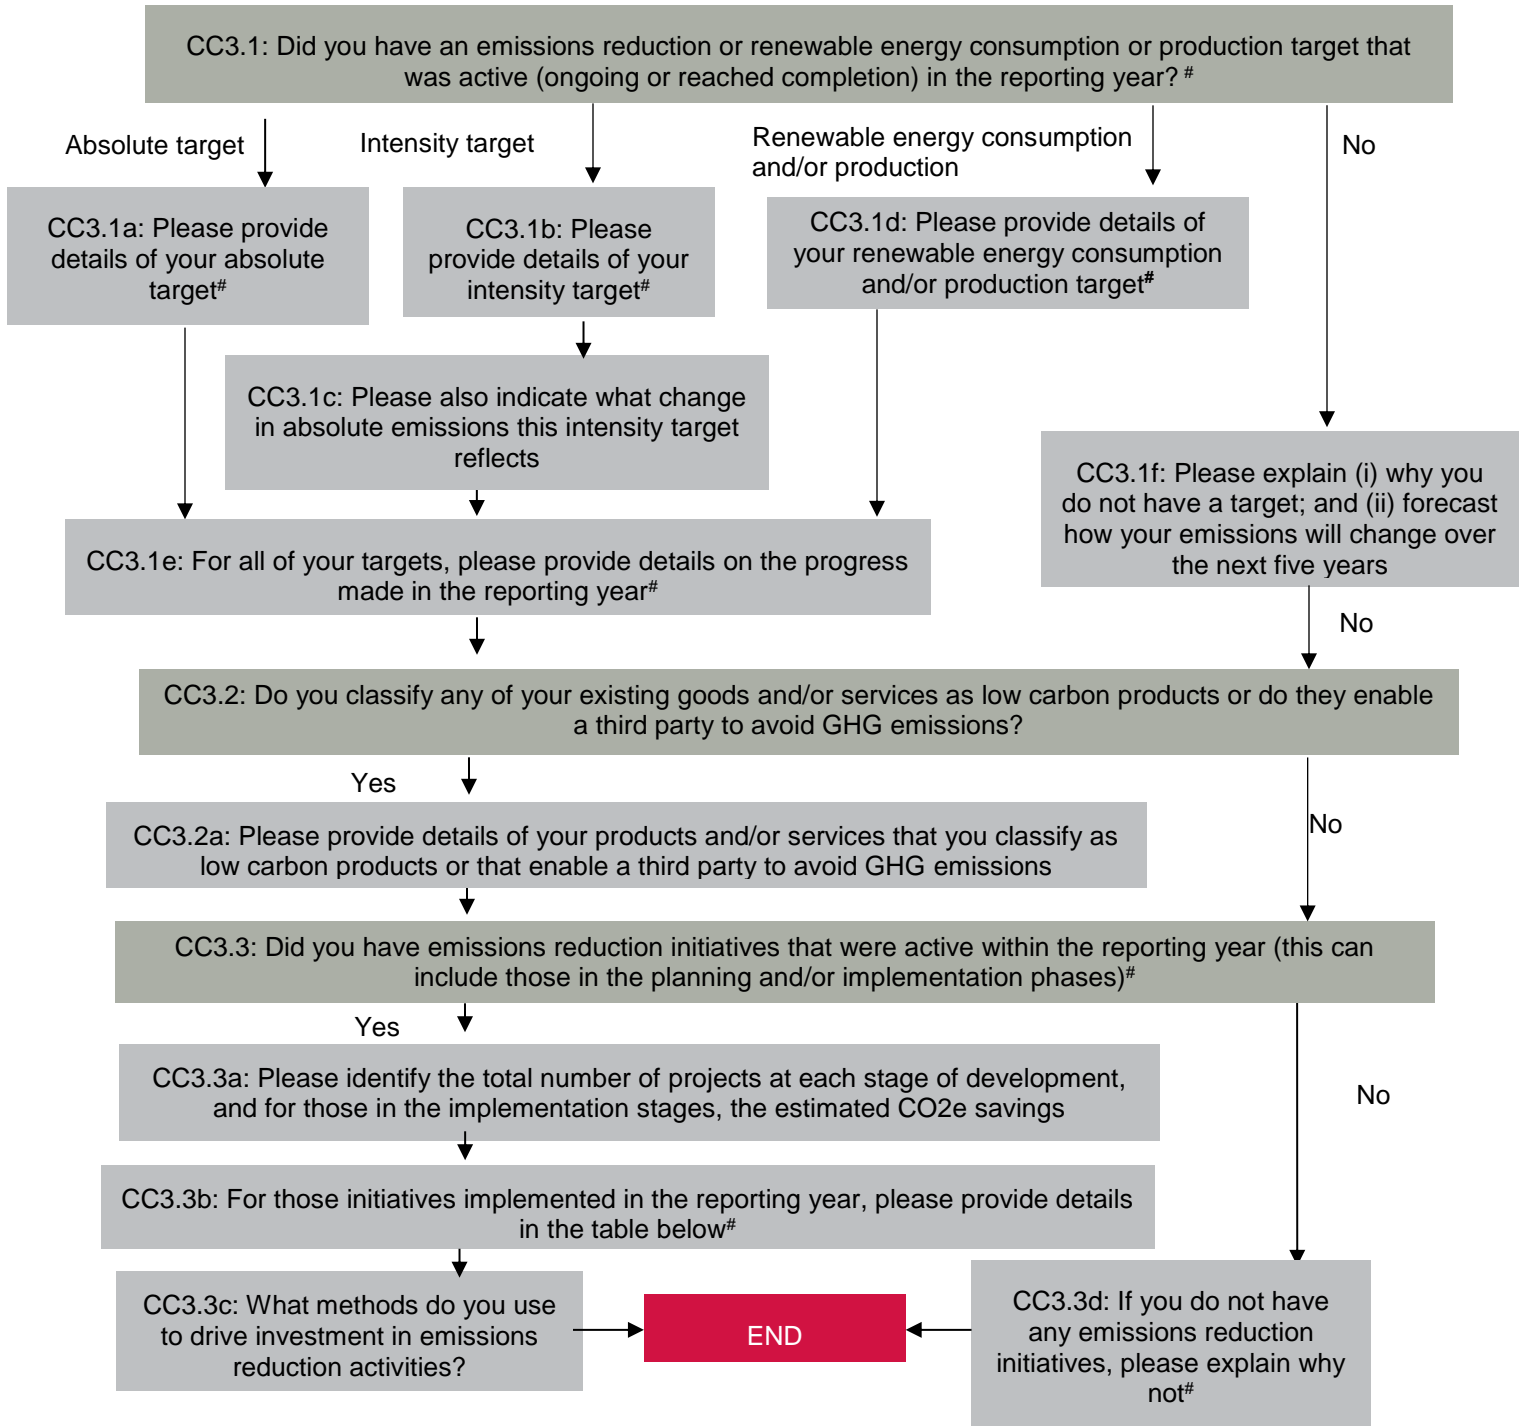 CC3.1: Did you have an emissions reduction or renewable energy consumption or production target that
was active (ongoing or reached completion) in the reporting year? #
Absolute target
Intensity target
Renewable energy consumption
and/or production
No
CC3.1a: Please provide
details of your absolute
target#
CC3.1b: Please
provide details of your
intensity target#
CC3.1d: Please provide details of
your renewable energy consumption
and/or production target#
CC3.1c: Please also indicate what change
in absolute emissions this intensity target
reflects
CC3.1f: Please explain (i) why you
do not have a target; and (ii) forecast
how your emissions will change over
the next five years
CC3.1e: For all of your targets, please provide details on the progress
made in the reporting year#
No
CC3.2: Do you classify any of your existing goods and/or services as low carbon products or do they enable
a third party to avoid GHG emissions?
Yes
No
CC3.2a: Please provide details of your products and/or services that you classify as
low carbon products or that enable a third party to avoid GHG emissions
CC3.3: Did you have emissions reduction initiatives that were active within the reporting year (this can
include those in the planning and/or implementation phases)#
Yes
No
CC3.3a: Please identify the total number of projects at each stage of development,
and for those in the implementation stages, the estimated CO2e savings
CC3.3b: For those initiatives implemented in the reporting year, please provide details
in the table below#
CC3.3c: What methods do you use
to drive investment in emissions
reduction activities?
END
CC3.3d: If you do not have
any emissions reduction
initiatives, please explain why
not#